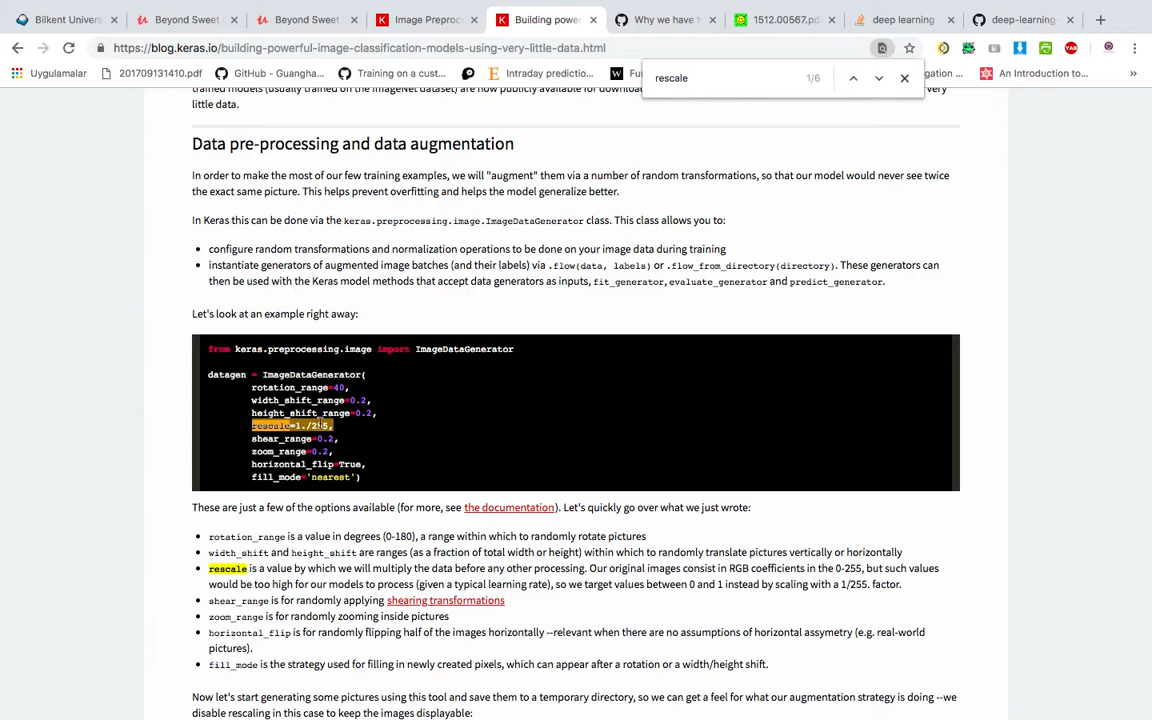 Bilkent Univers
Beyond Sweet
Beyond Sweet
Image Preproc
Building powe
Why we have t
1512.00567.pd
deep learning
deep-learning-
https://blog.keras.io/building-powerful-image-classification-models-using-very-little-data.html
Uygulamalar
201709131410.pdf
GitHub - Guangha...
Training on a cust...
Intraday predictio...
An Introduction to...
rescale
1/6
little data.
Data pre-processing and data augmentation
In order to make the most of our few training examples, we will "augment" them via a number of random transformations, so that our model would never see twice
the exact same picture. This helps prevent overfitting and helps the model generalize better.
In Keras this can be done via the keras.preprocessing.image.ImageDataGenerator class. This class allows you to:
• configure random transformations and normalization operations to be done on your image data during training
• instantiate generators of augmented image batches (and their labels) via .flow(data, labels) or .flow_from_directory(directory). These generators can
then be used with the Keras model methods that accept data generators as inputs, fit_generator, evaluate_generator and predict_generator.
Let's look at an example right away:
from keras.preprocessing.image import ImageDataGenerator
datagen = ImageDataGenerator(
rotation_range=40,
width_shift_range=0.2,
height_shift_range=0.2,
rescale=1./255,
shear_range=0.2,
zoom_range=0.2,
horizontal_flip=True,
fill_mode='nearest')
These are just a few of the options available (for more, see the documentation). Let's quickly go over what we just wrote:
• rotation_range is a value in degrees (0-180), a range within which to randomly rotate pictures
• width_shift and height_shift are ranges (as a fraction of total width or height) within which to randomly translate pictures vertically or horizontally
• rescale is a value by which we will multiply the data before any other processing. Our original images consist in RGB coefficients in the 0-255, but such values
would be too high for our models to process (given a typical learning rate), so we target values between 0 and 1 instead by scaling with a 1/255. factor.
• shear_range is for randomly applying shearing transformations
• zoom_range is for randomly zooming inside pictures
• horizontal_flip is for randomly flipping half of the images horizontally --relevant when there are no assumptions of horizontal assymetry (e.g. real-world
pictures).
• fill_mode is the strategy used for filling in newly created pixels, which can appear after a rotation or a width/height shift.
Now let's start generating some pictures using this tool and save them to a temporary directory, so we can get a feel for what our augmentation strategy is doing --we
disable rescaling in this case to keep the images displayable: